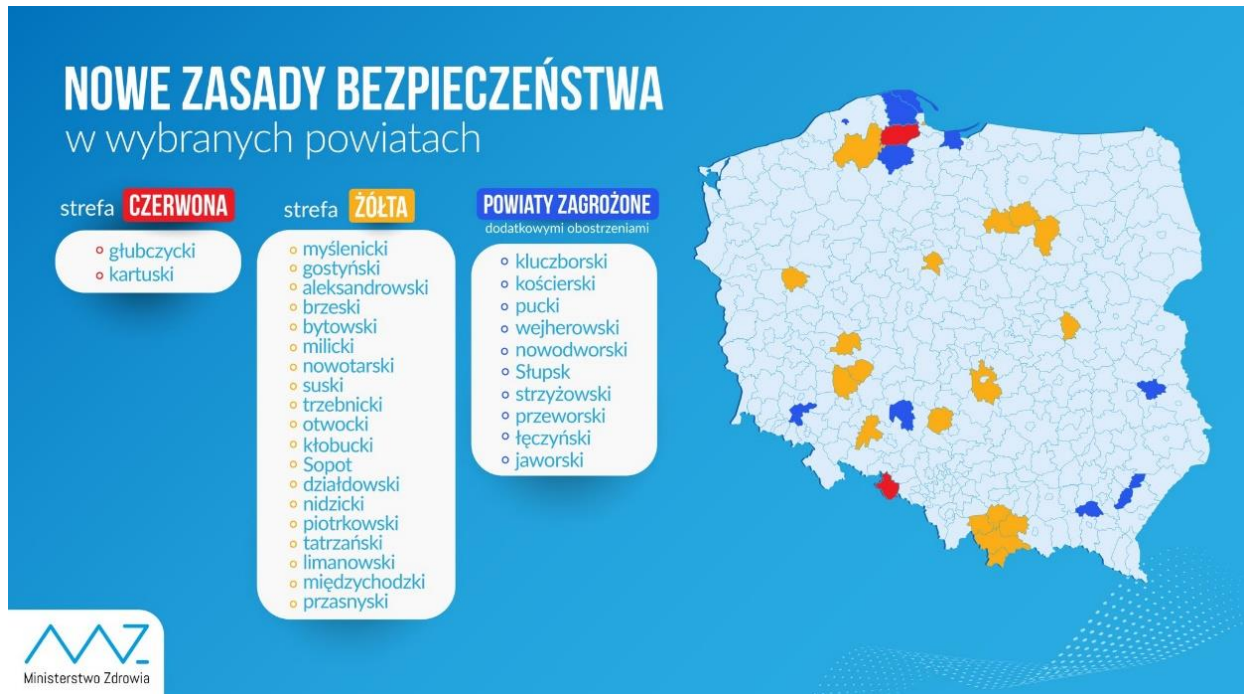 NOWE ZASADY BEZPIECZEŃSTWA
w wybranych powiatach
strefa CZERWONA
głubczycki
kartuski
strefa ŻÓŁTA
myślenicki
gostyński
aleksandrowski
brzeski
bytowski
milicki
nowotarski
suski
trzebnicki
otwocki
kłobucki
Sopot
działdowski
nidzicki
piotrkowski
tatrzański
limanowski
międzychodzki
przasnyski
POWIATY ZAGROŻONE
dodatkowymi obostrzeniami
kluczborski
kościerski
pucki
wejherowski
nowodworski
Słupsk
strzyżowski
przeworski
łęczyński
jaworski
MZ
Ministerstwo Zdrowia